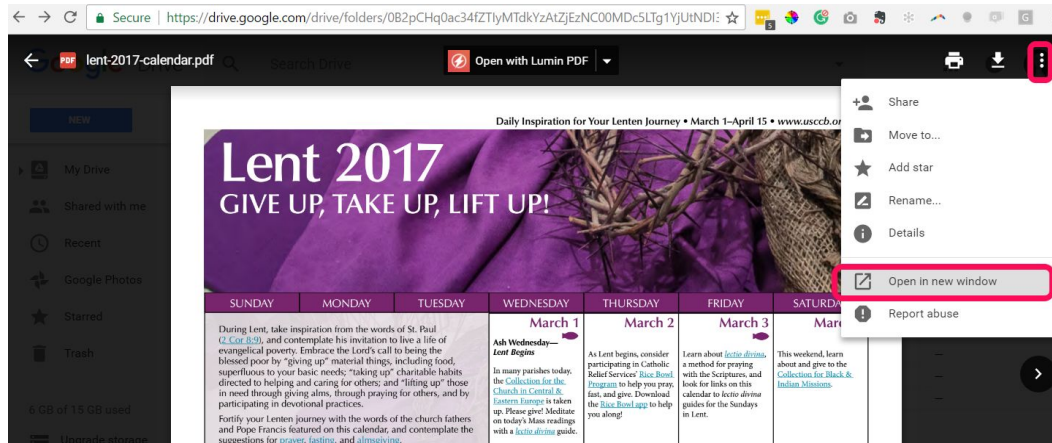 Secure | https://drive.google.com/drive/folders/0B2pCHq0ac34fZTIyMTdkYzAtZjEzNC00MDc5LTg1YjUtNDI
5
G
PDF lent-2017-calendar.pdf
Search Drive
Open with Lumin PDF
NEW
My Drive
Shared with me
Recent
Google Photos
Starred
Trash
6 GB of 15 GB used
Upgrade storage
Share
Move to...
Add star
Rename...
Details
Open in new window
Report abuse
Daily Inspiration for Your Lenten Journey • March 1–April 15 • www.usccb.or
Lent 2017
GIVE UP, TAKE UP, LIFT UP!
SUNDAY MONDAY TUESDAY WEDNESDAY THURSDAY FRIDAY SATURDA
During Lent, take inspiration from the words of St. Paul
(2 Cor 8:9), and contemplate his invitation to live a life of
evangelical poverty. Embrace the Lord's call to being the
blessed poor by "giving up" material things, including food,
superfluous to your basic needs; "taking up" charitable habits
directed to helping and caring for others; and "lifting up" those
in need through giving alms, through praying for others, and by
participating in devotional practices.
Fortify your Lenten journey with the words of the church fathers
and Pope Francis featured on this calendar, and contemplate the
suggestions for prayer, fasting, and almsgiving.
March 1
Ash Wednesday—
Lent Begins
In many parishes today,
the Collection for the
Church in Central &
Eastern Europe is taken
up. Please give! Meditate
on today's Mass readings
with a lectio divina guide.
March 2
As Lent begins, consider
participating in Catholic
Relief Services' Rice Bowl
Program to help you pray,
fast, and give. Download
the Rice Bowl app to help
you along!
March 3
Learn about lectio divina,
a method for praying
with the Scriptures, and
look for links on this
calendar to lectio divina
guides for the Sundays
in Lent.
Mar
This weekend, learn
about and give to the
Collection for Black &
Indian Missions.